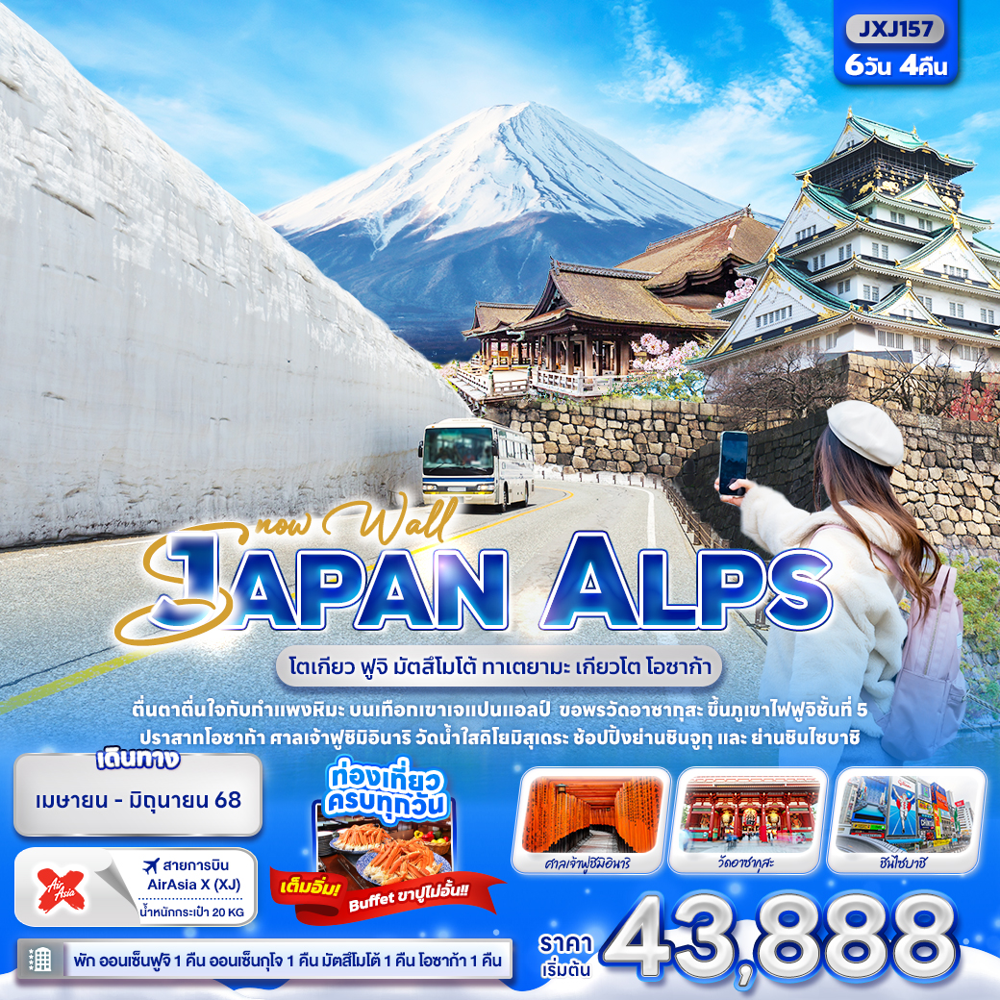 JXJ157
6วัน 4คืน
Snow Wall
JAPAN ALPS
โตเกียว ฟูจิ มัตสึโมโต้ ทาเตยามะ เกียวโต โอซาก้า
ตื่นตาตื่นใจกับกำแพงหิมะ บนเทือกเขาเจแปนแอลป์ ขอพรวัดอาซากุสะ ขึ้นภูเขาไฟฟูจิชั้นที่ 5
ปราสาทโอซาก้า ศาลเจ้าฟูชิมิอินาริ วัดน้ำใสคิโยมิสุเดระ ช้อปปิ้งย่านชินจูกุ และ ย่านชินไซบาชิ
เดินทาง
เมษายน - มิถุนายน 68
ท่องเที่ยว
ครบทุกวัน
เต็มอิ่ม! Buffet ขาปูไม่อั้น!!
ศาลเจ้าฟูชิมิอินาริ
วัดอาซากุสะ
ชินไซบาชิ
Air
Asia
สายการบิน
AirAsia X (XJ)
น้ำหนักกระเป๋า 20 KG
พัก ออนเซ็นฟูจิ 1 คืน ออนเซ็นกุโจ 1 คืน มัตสึโมโต้ 1 คืน โอซาก้า 1 คืน
ราคา
เริ่มต้น
43,888